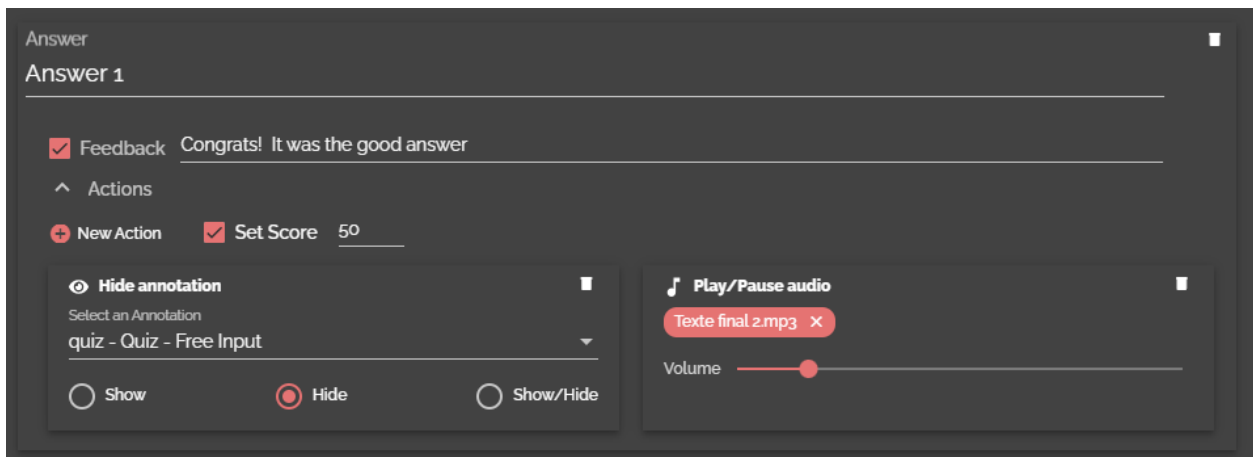 Answer
Answer 1
Feedback Congrats! It was the good answer
Actions
New Action Set Score 50
Hide annotation
Select an Annotation
quiz - Quiz - Free Input
Show Hide Show/Hide
Play/Pause audio
Texte final 2.mp3
Volume